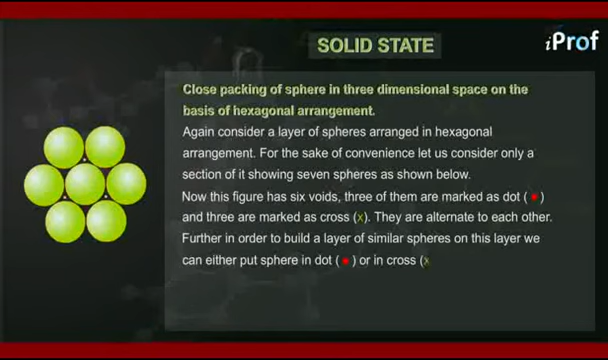 SOLID STATE
iProf
Close packing of sphere in three dimensional space on the
basis of hexagonal arrangement.
Again consider a layer of spheres arranged in hexagonal
arrangement. For the sake of convenience let us consider only a
section of it showing seven spheres as shown below.
Now this figure has six voids, three of them are marked as dot ( • )
and three are marked as cross (x). They are alternate to each other.
Further in order to build a layer of similar spheres on this layer we
can either put sphere in dot ( • ) or in cross (x